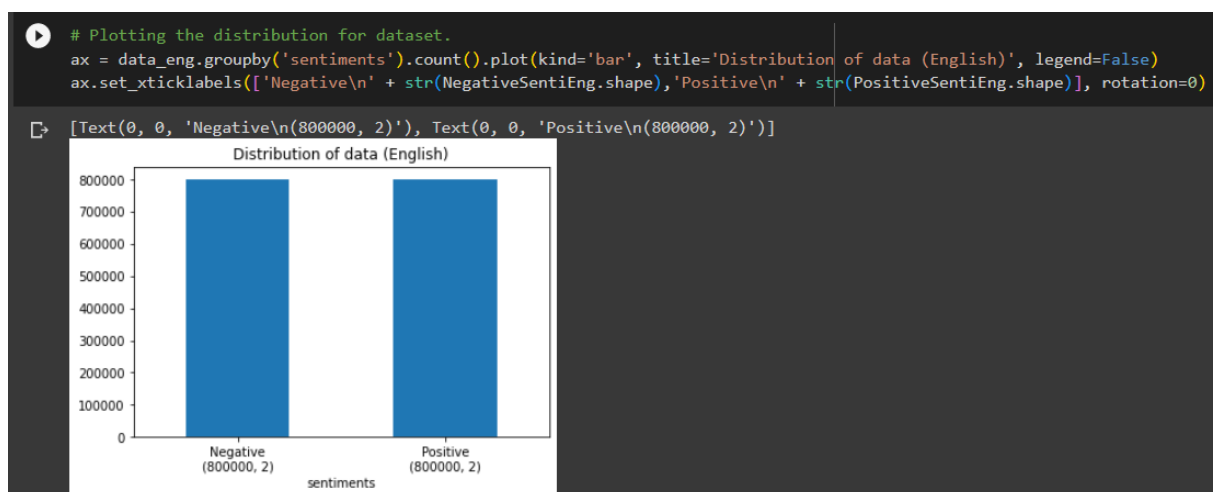 # Plotting the distribution for dataset.
ax = data_eng.groupby('sentiments').count().plot(kind='bar', title='Distribution of data (English)', legend=False)
ax.set_xticklabels(['Negative\n' + str(NegativeSentiEng.shape),'Positive\n' + str(PositiveSentiEng.shape)], rotation=0)
[Text(0, 0, 'Negative\n(800000, 2)'), Text(0, 0, 'Positive\n(800000, 2)')]
Distribution of data (English)
800000
700000
600000
500000
400000
300000
200000
100000
0
Negative Positive
(800000, 2) (800000, 2)
sentiments